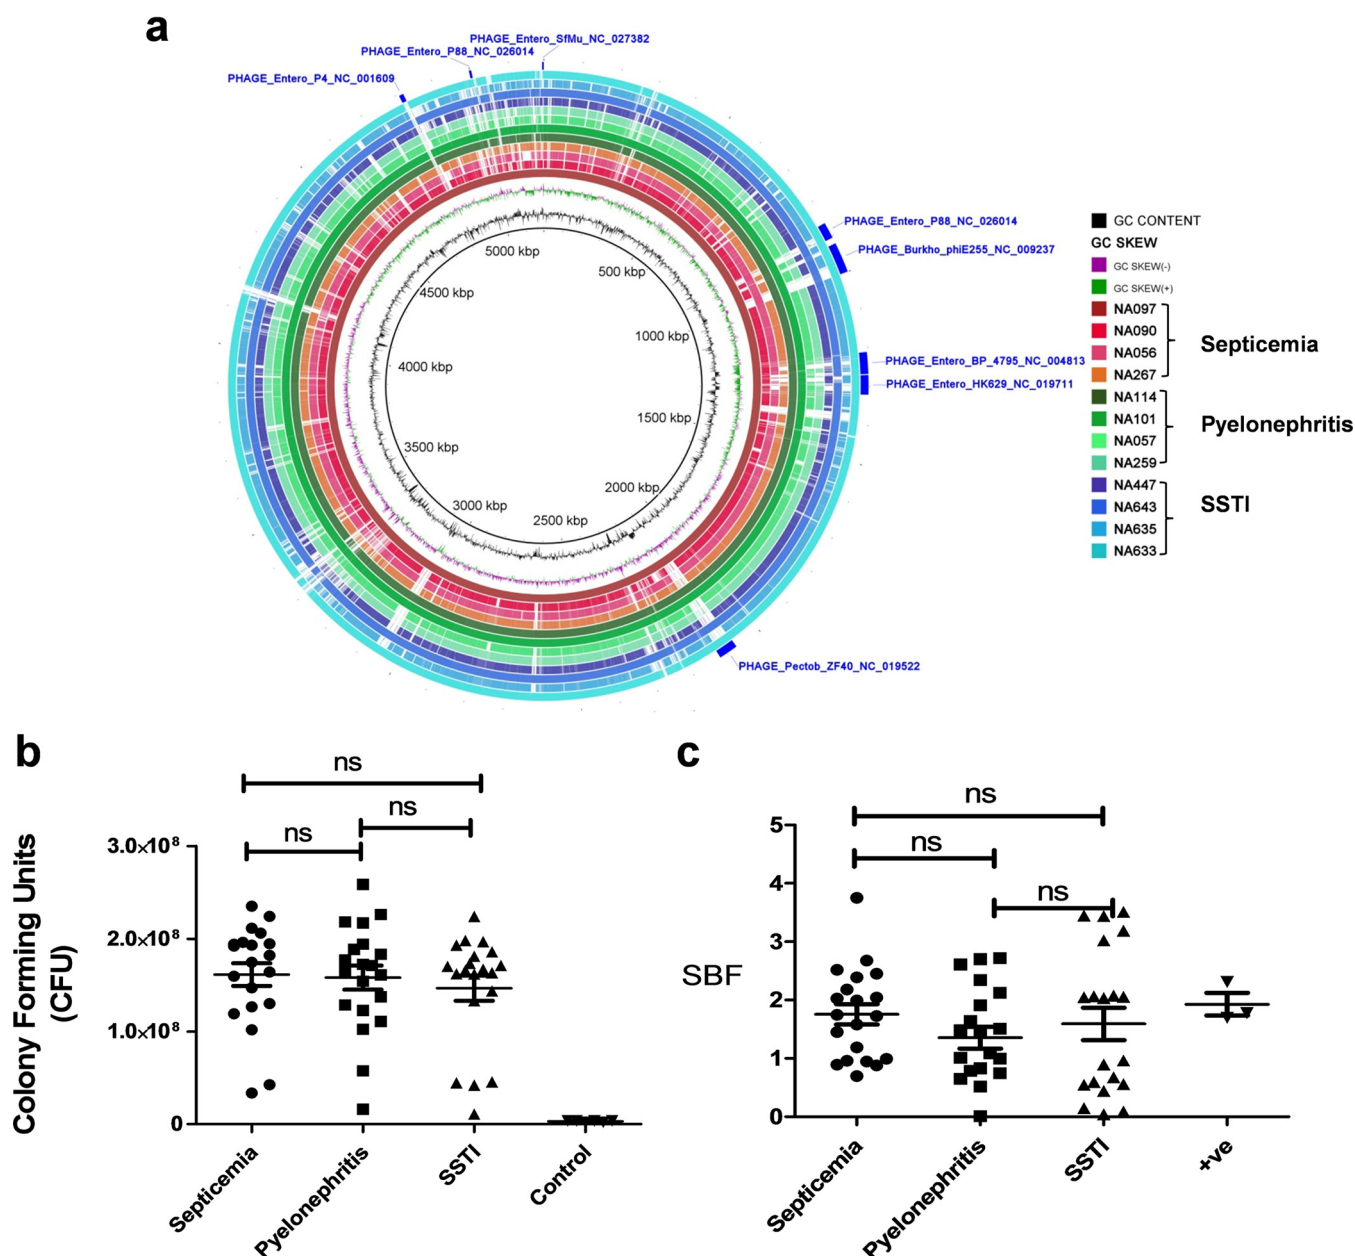 a
PHAGE_Entero_SfMu_NC_027382
PHAGE_Entero_P88_NC_026014
PHAGE_Entero_P4_NC_001609
PHAGE_Entero_P88_NC_026014
PHAGE_Burkho_phiE255_NC_009237
PHAGE_Entero_BP_4795_NC_004813
PHAGE_Entero_HK629_NC_019711
PHAGE_Pectob_ZF40_NC_019522
5000 kbp
500 kbp
4500 kbp
1000 kbp
4000 kbp
1500 kbp
3500 kbp
2000 kbp
3000 kbp
2500 kbp
GC CONTENT
GC SKEW
GC SKEW(-)
GC SKEW(+)
NA097
NA090
NA056
NA267
Septicemia
NA114
NA101
NA057
NA259
Pyelonephritis
NA447
NA643
NA635
NA633
SSTI
b
ns
ns
ns
3.0×10⁸
2.0×10⁸
1.0×10⁸
0
Colony Forming Units
(CFU)
Septicemia
Pyelonephritis
SSTI
Control
c
ns
ns
ns
5
4
3
2
1
0
SBF
Septicemia
Pyelonephritis
SSTI
+ve